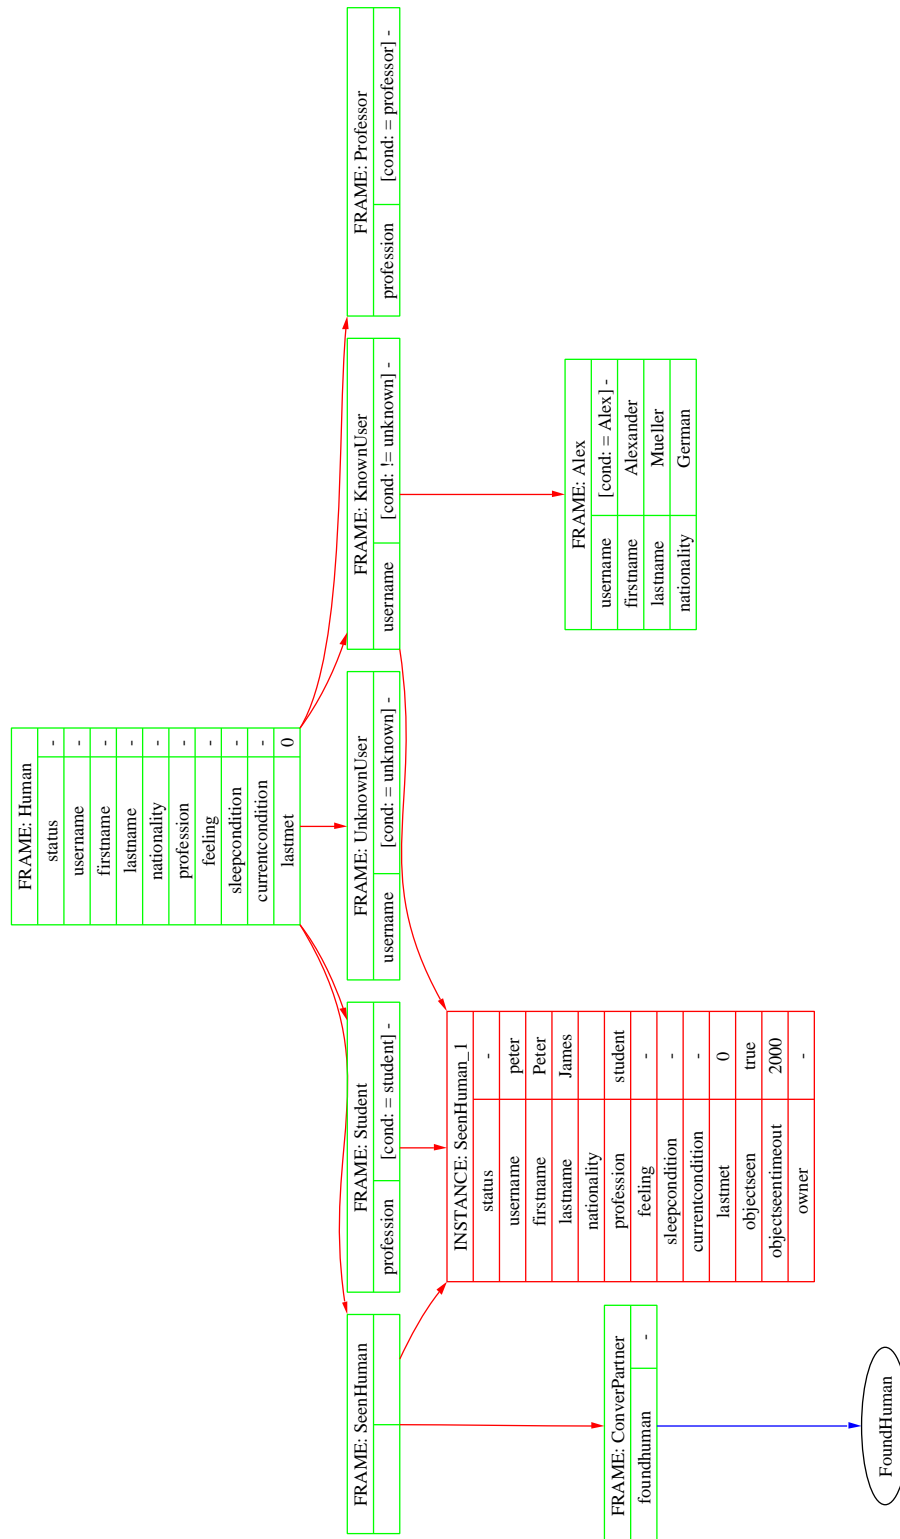 FRAME: Human
status -
username -
firstname -
lastname -
nationality -
profession -
feeling -
sleepcondition -
currentcondition -
lastmet 0
FRAME: SeenHuman
FRAME: Student
profession [cond: = student] -
FRAME: UnknownUser
username [cond: = unknown] -
FRAME: KnownUser
username [cond: != unknown] -
FRAME: Professor
profession [cond: = professor] -
INSTANCE: SeenHuman_1
status -
username peter
firstname Peter
lastname James
nationality
profession student
feeling -
sleepcondition -
currentcondition -
lastmet 0
objectseen true
objectseentimeout 2000
owner -
FRAME: Alex
username [cond: = Alex] -
firstname Alexander
lastname Mueller
nationality German
FRAME: ConverPartner
foundhuman -
FoundHuman